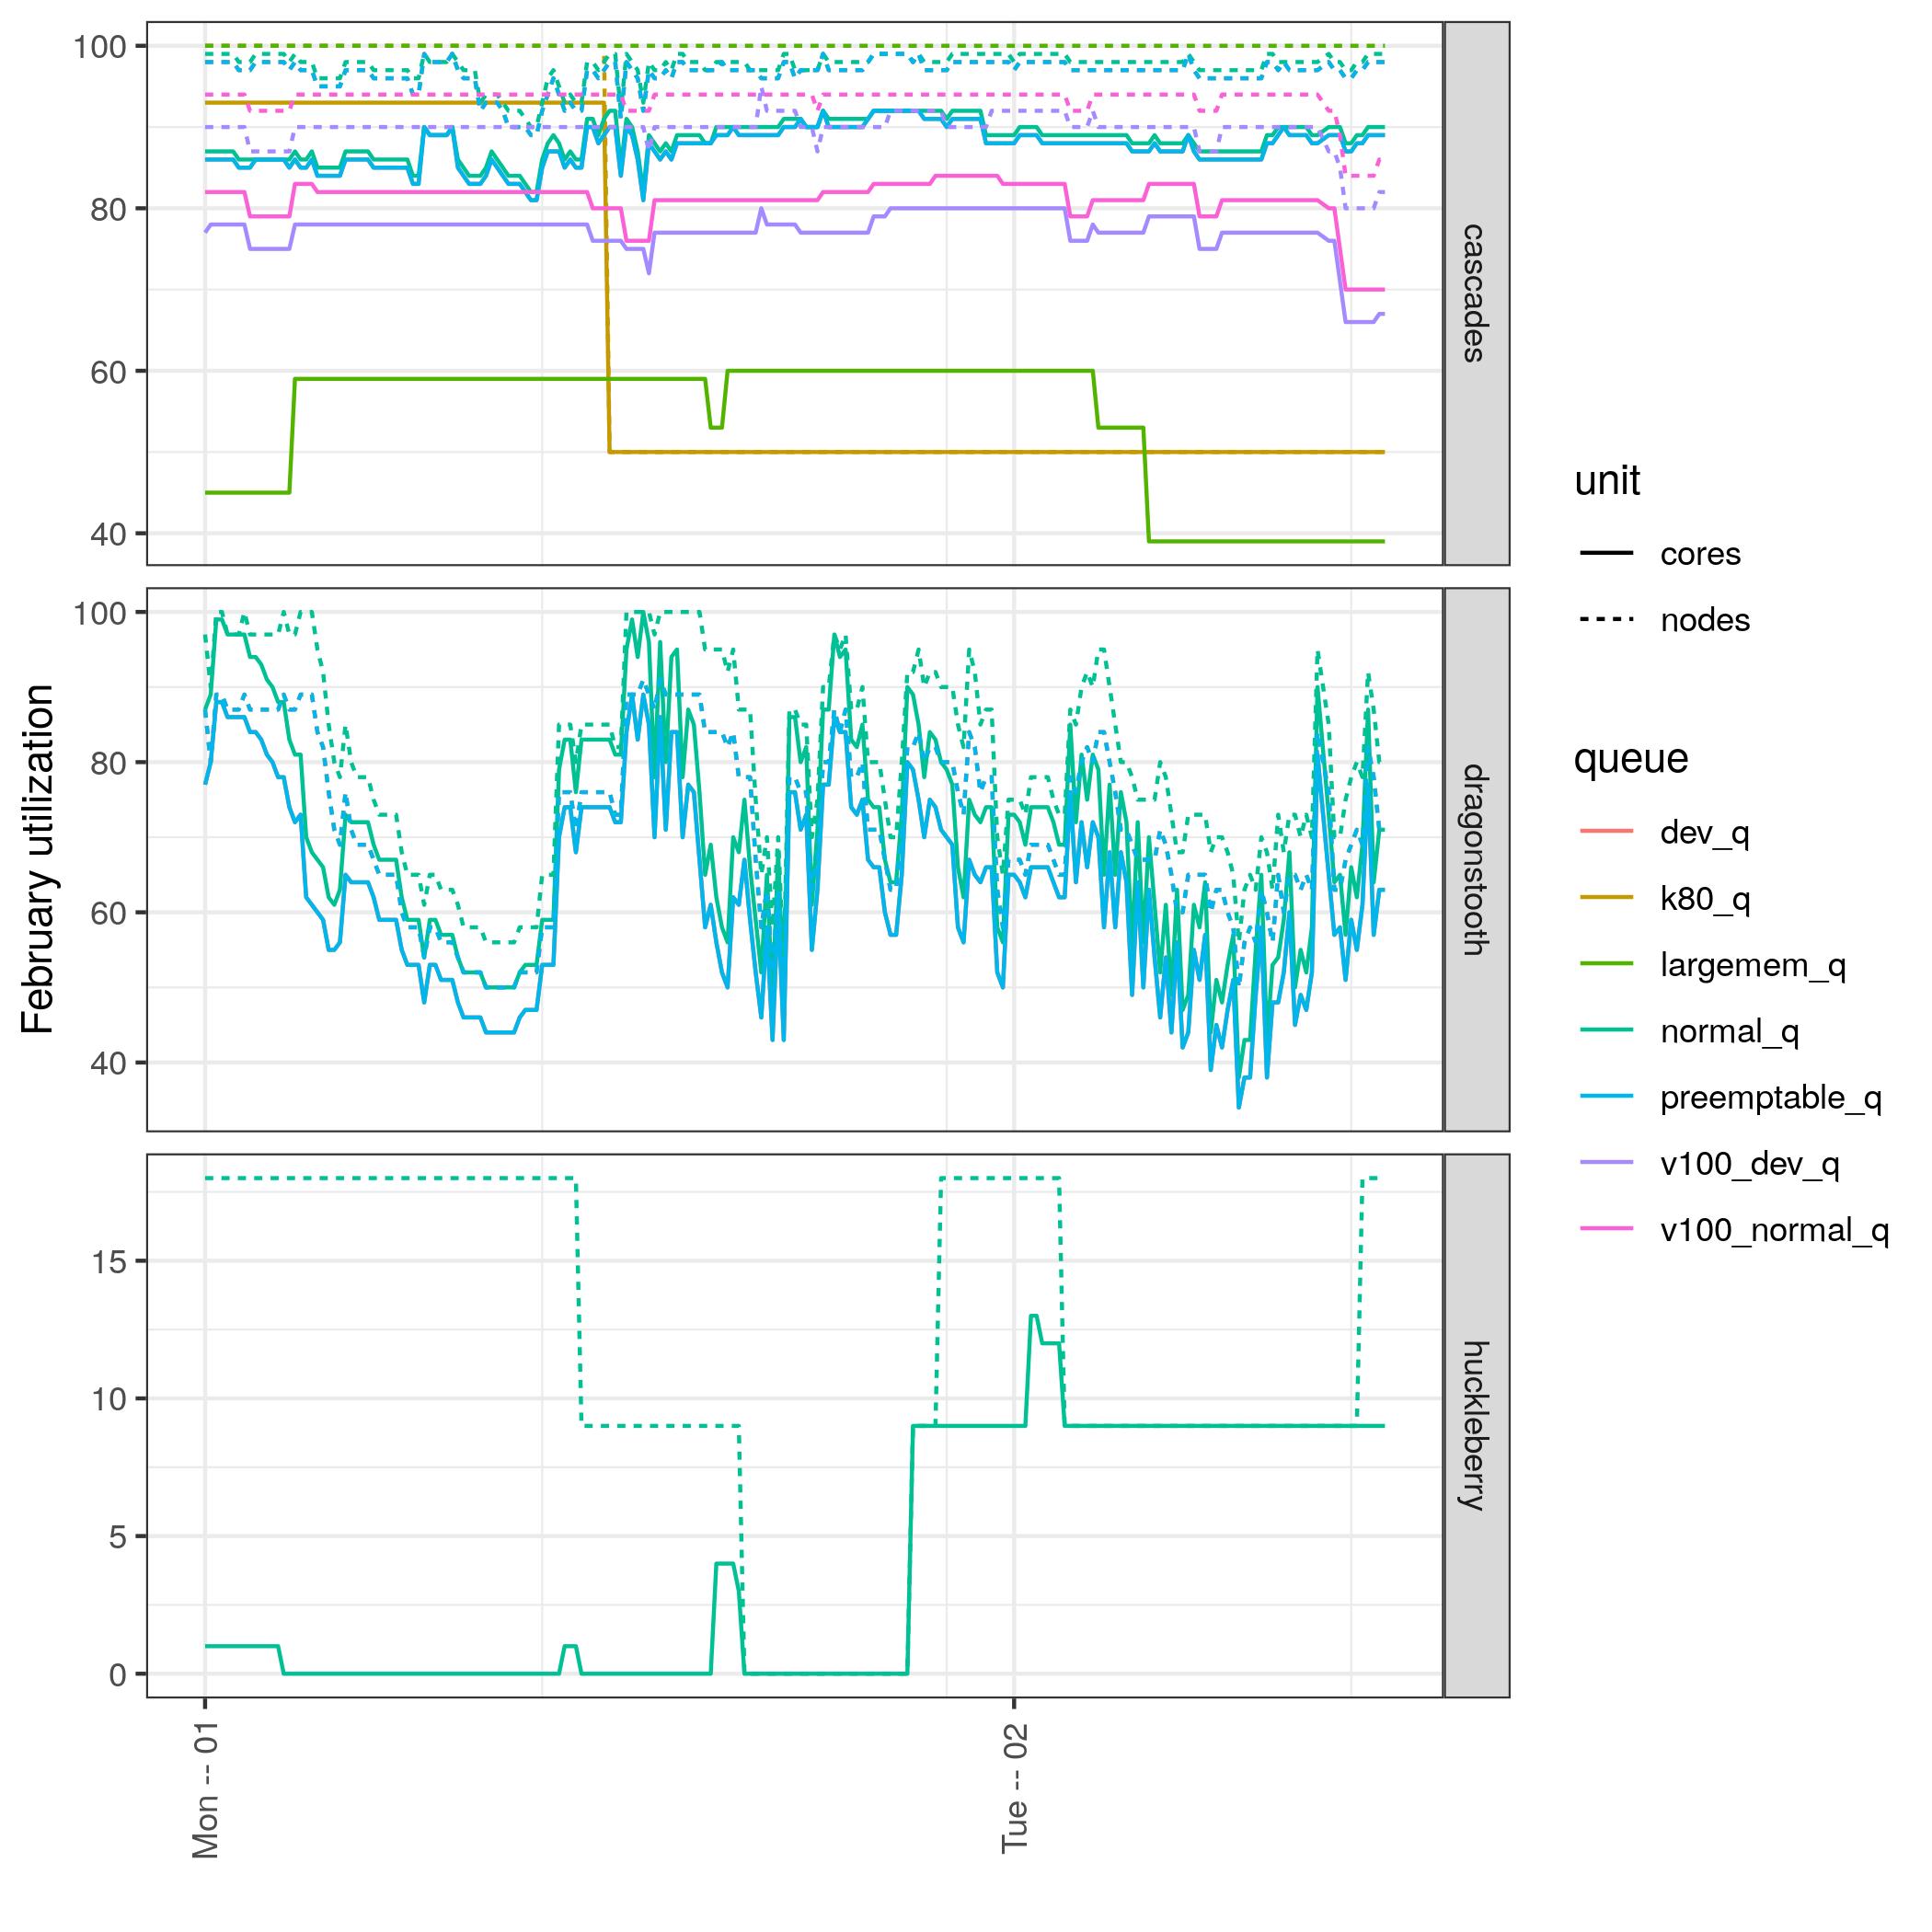 February utilization
100
80
60
40
cascades
100
80
60
40
dragonstooth
15
10
5
0
huckleberry
Mon -- 01
Tue -- 02
unit
cores
nodes
queue
dev_q
k80_q
largemem_q
normal_q
preemptable_q
v100_dev_q
v100_normal_q